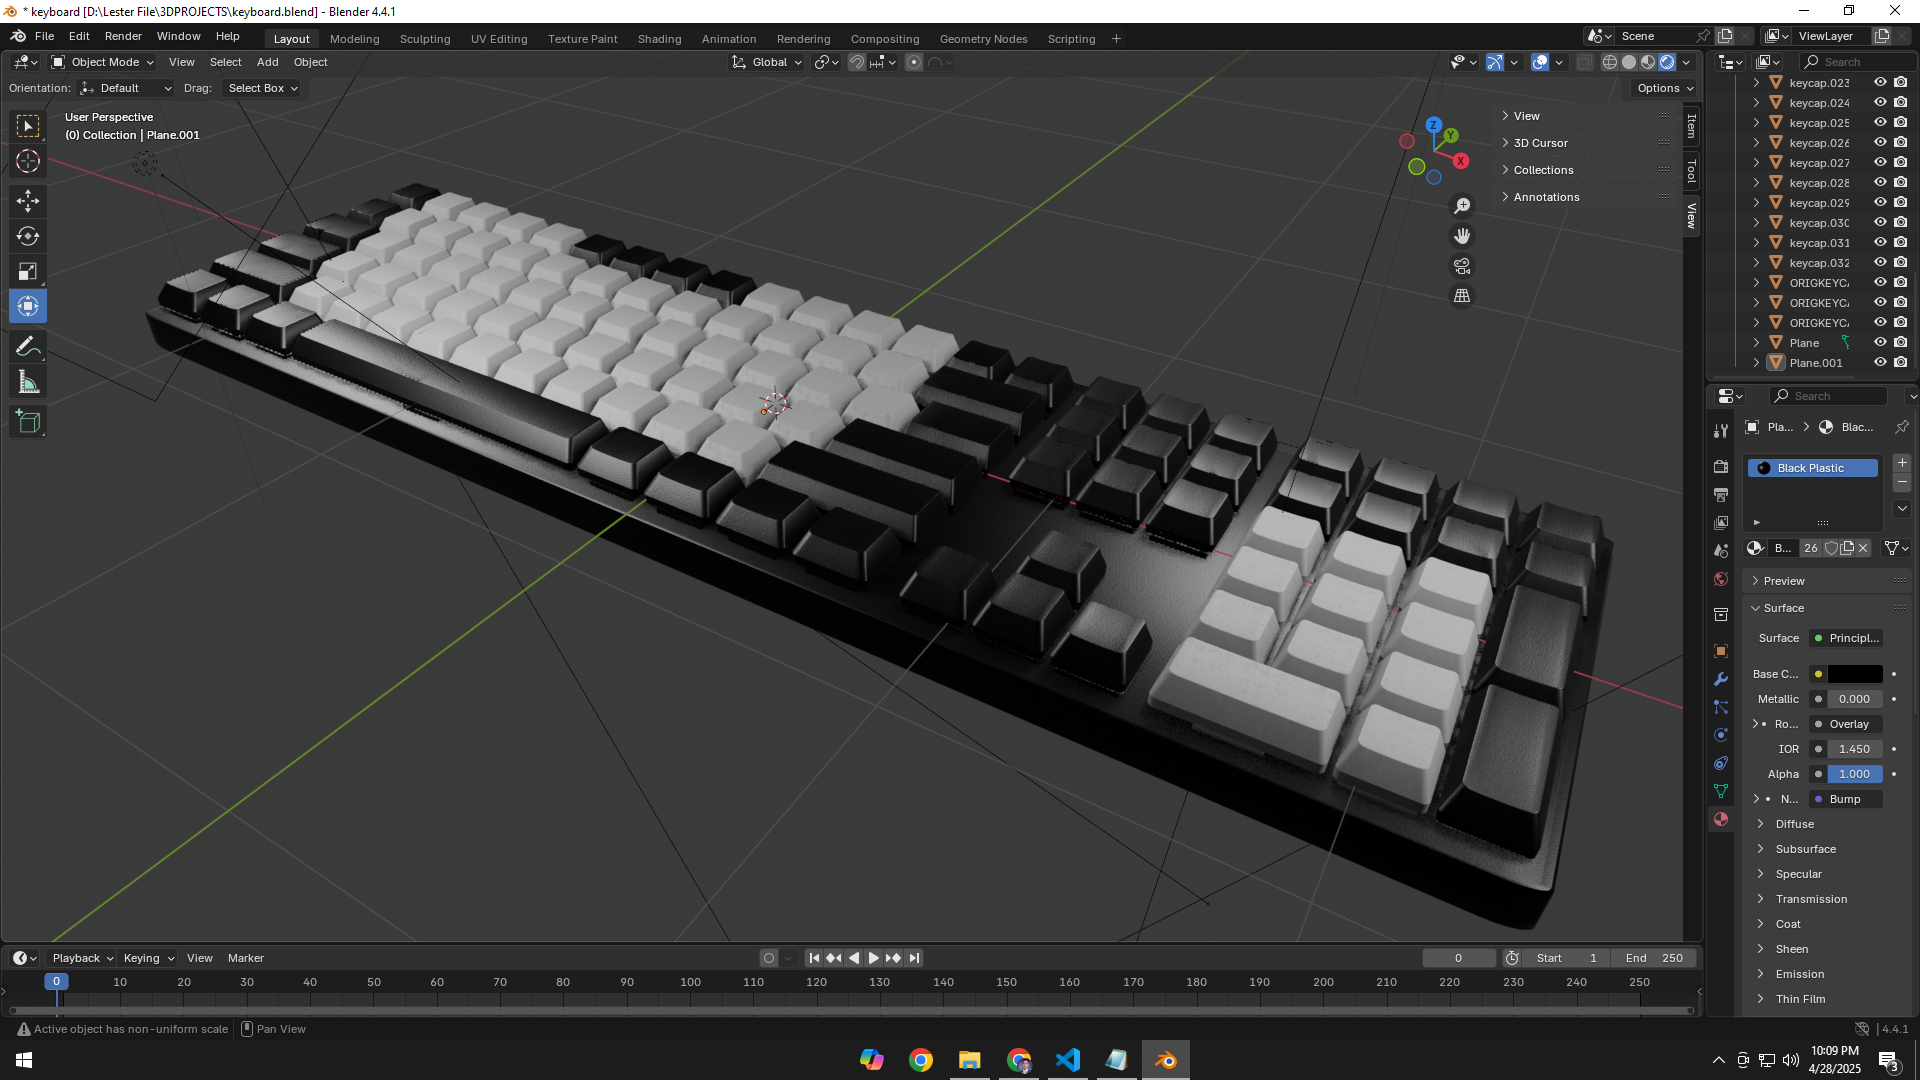 * keyboard [D:\Lester File\3DPROJECTS\keyboard.blend] - Blender 4.4.1
File Edit Render Window Help Layout Modeling Sculpting UV Editing Texture Paint Shading Animation Rendering Compositing Geometry Nodes Scripting + Scene ViewLayer
Object Mode View Select Add Object Global Options Search
Orientation: Default Drag: Select Box
User Perspective
(0) Collection | Plane.001
View
3D Cursor
Collections
Annotations
Item
Tool
View
Z
Y
X
keycap.023
keycap.024
keycap.025
keycap.026
keycap.027
keycap.028
keycap.029
keycap.030
keycap.031
keycap.032
ORIGKEYC
ORIGKEYC
ORIGKEYC
Plane
Plane.001
Search
Pla... > Blac...
Black Plastic
B... 26
Preview
Surface
Surface Principl...
Base C...
Metallic 0.000
Ro... Overlay
IOR 1.450
Alpha 1.000
N... Bump
Diffuse
Subsurface
Specular
Transmission
Coat
Sheen
Emission
Thin Film
Playback Keying View Marker 0 Start 1 End 250
0 10 20 30 40 50 60 70 80 90 100 110 120 130 140 150 160 170 180 190 200 210 220 230 240 250
Active object has non-uniform scale Pan View 4.4.1
10:09 PM
4/28/2025
3